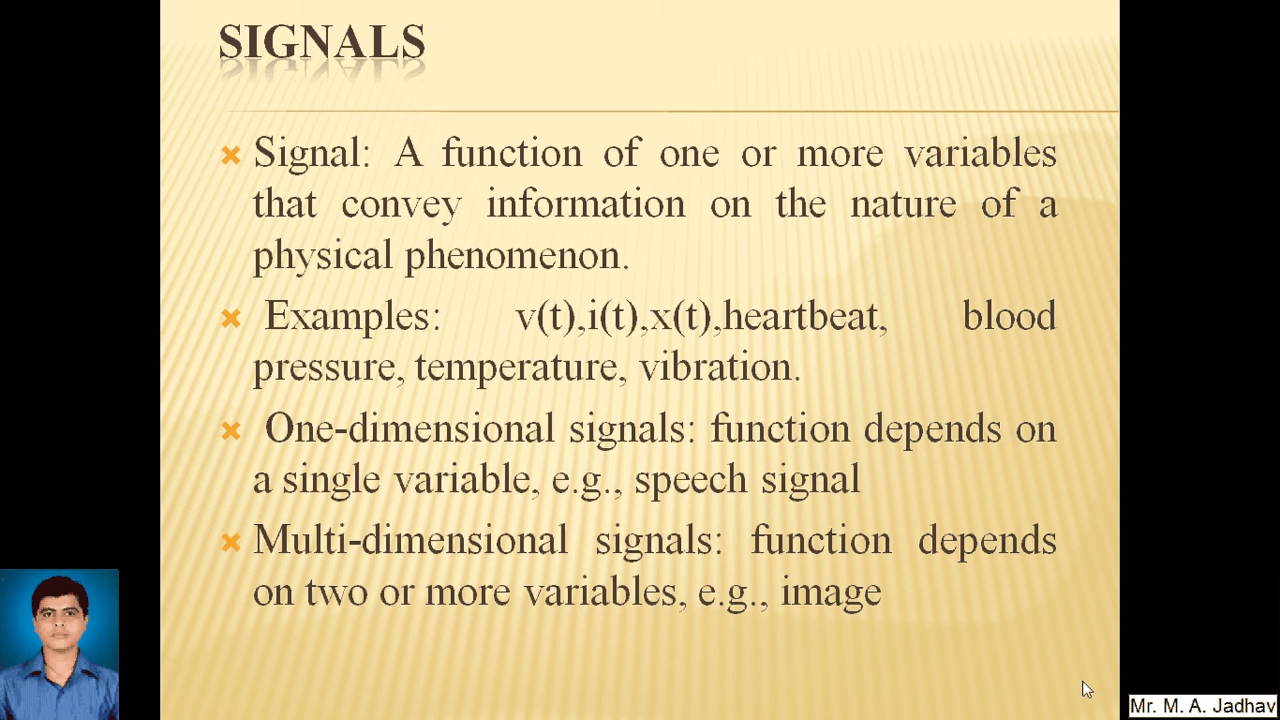 SIGNALS
Signal: A function of one or more variables
that convey information on the nature of a
physical phenomenon.
Examples: v(t),i(t),x(t),heartbeat, blood
pressure, temperature, vibration.
One-dimensional signals: function depends on
a single variable, e.g., speech signal
Multi-dimensional signals: function depends
on two or more variables, e.g., image
Mr. M. A. Jadhav